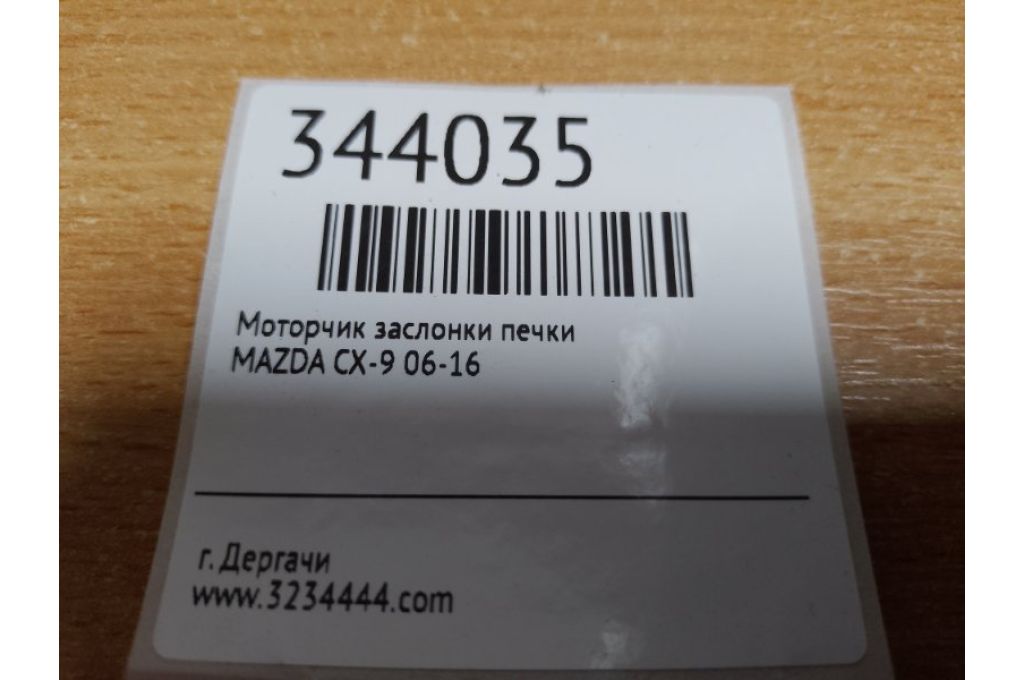 344035
Моторчик заслонки печки
MAZDA CX-9 06-16
г. Дергачи
www.3234444.com